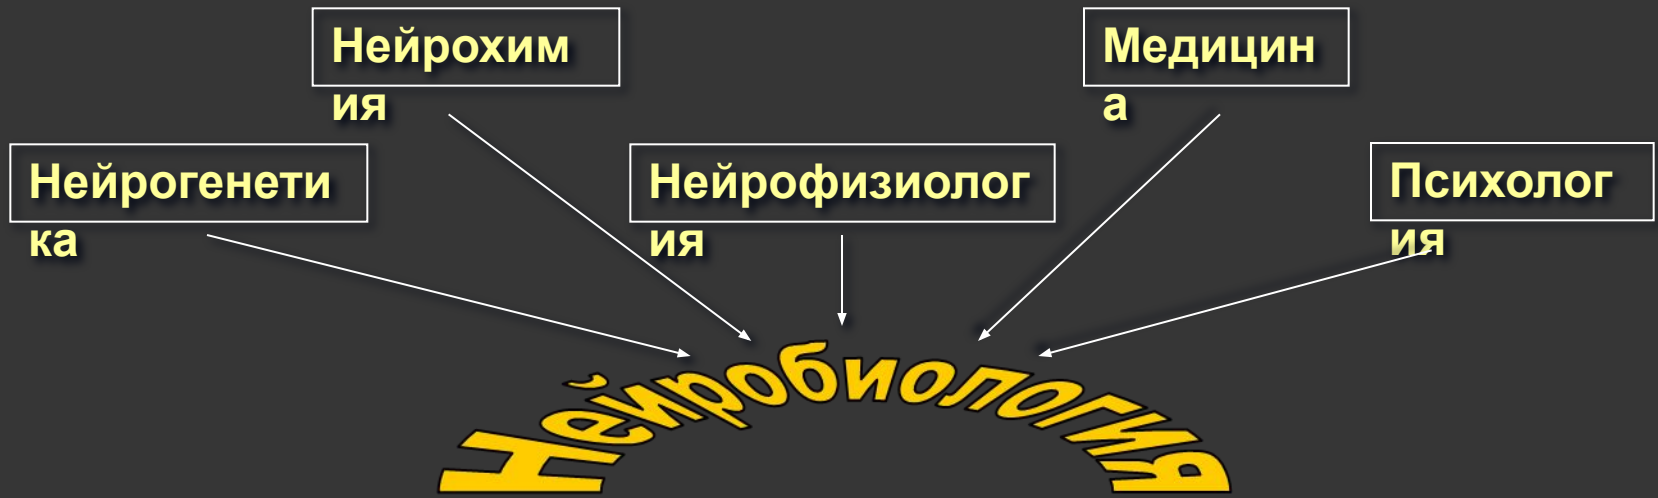 Нейрохим
ия
Медицин
а
Нейрогенети
ка
Нейрофизиолог
ия
Психолог
ия
Нейробиология